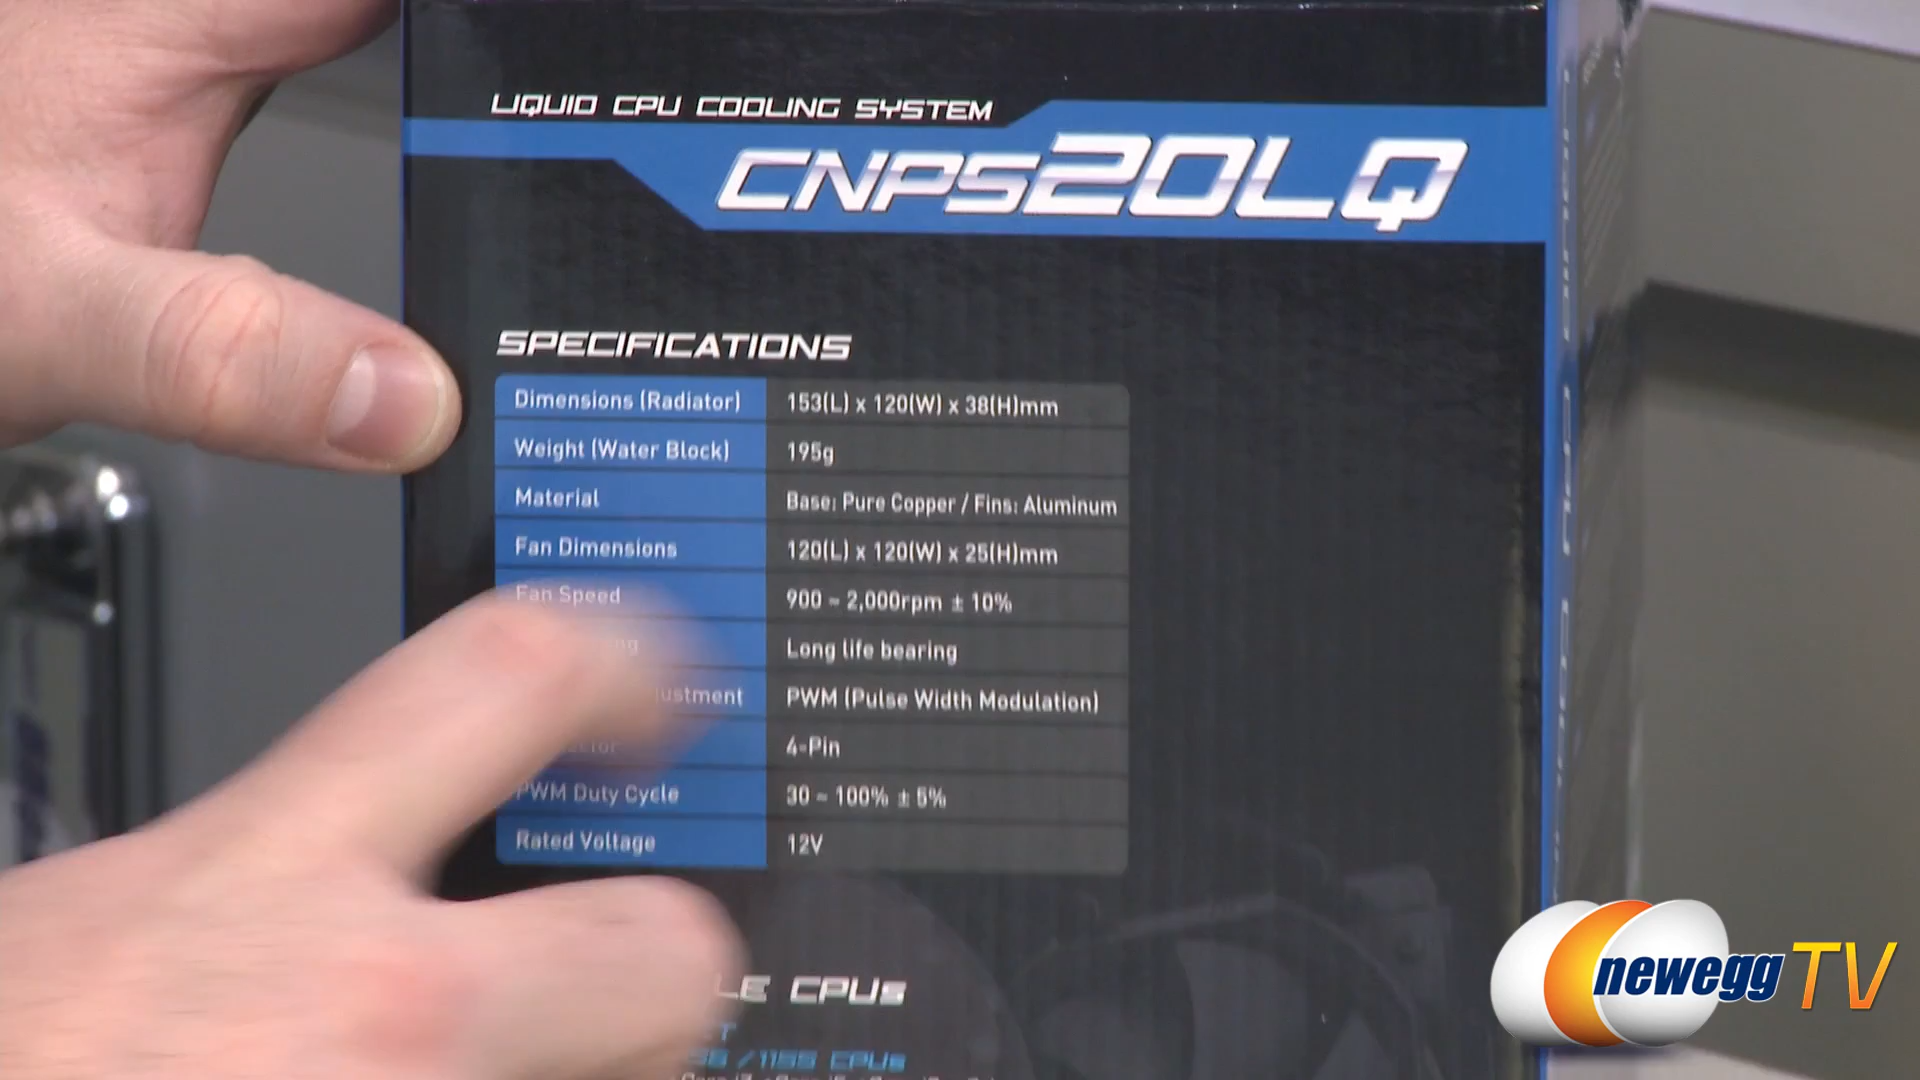 LIQUID CPU COOLING SYSTEM
CNPS20LQ
SPECIFICATIONS
Dimensions (Radiator) 153(L) x 120(W) x 38(H)mm
Weight (Water Block) 195g
Material Base: Pure Copper / Fins: Aluminum
Fan Dimensions 120(L) x 120(W) x 25(H)mm
Fan Speed 900 ~ 2,000rpm ± 10%
Long life bearing
PWM (Pulse Width Modulation)
4-Pin
PWM Duty Cycle 30 ~ 100% ± 5%
Rated Voltage 12V
CPUs
/1155 CPUs
newegg TV